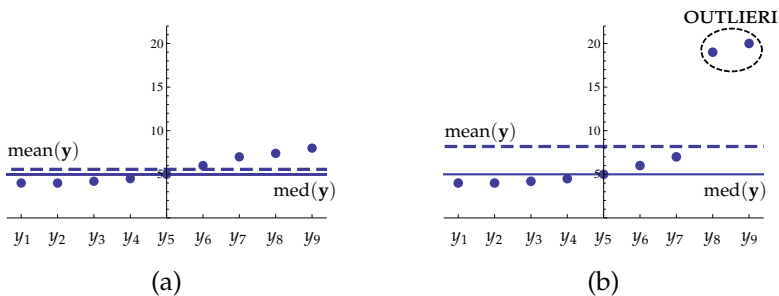 20
15
10
5
mean(y)
med(y)
y1 y2 y3 y4 y5 y6 y7 y8 y9
(a)
OUTLIERI
20
15
10
5
mean(y)
med(y)
y1 y2 y3 y4 y5 y6 y7 y8 y9
(b)